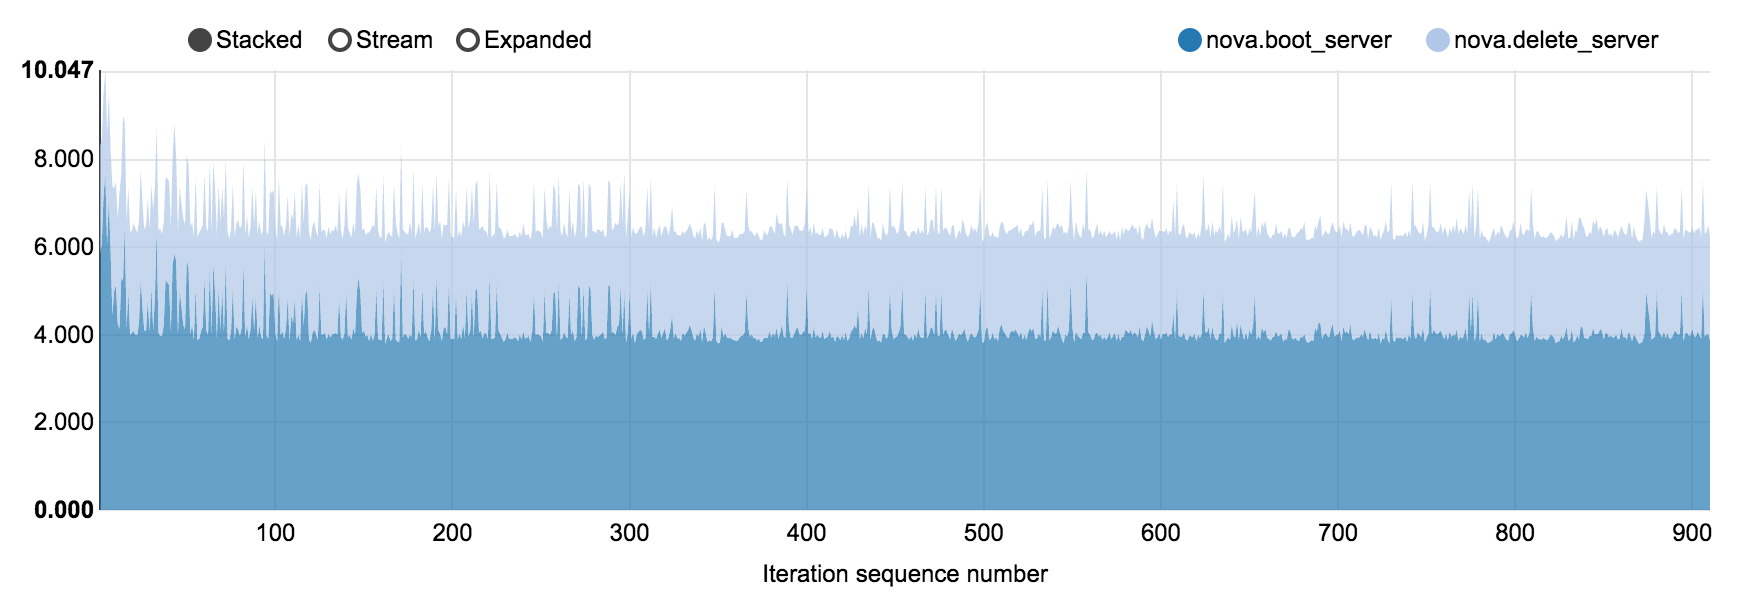 Stacked Stream Expanded nova.boot_server nova.delete_server
10.047
8.000
6.000
4.000
2.000
0.000
100 200 300 400 500 600 700 800 900
Iteration sequence number